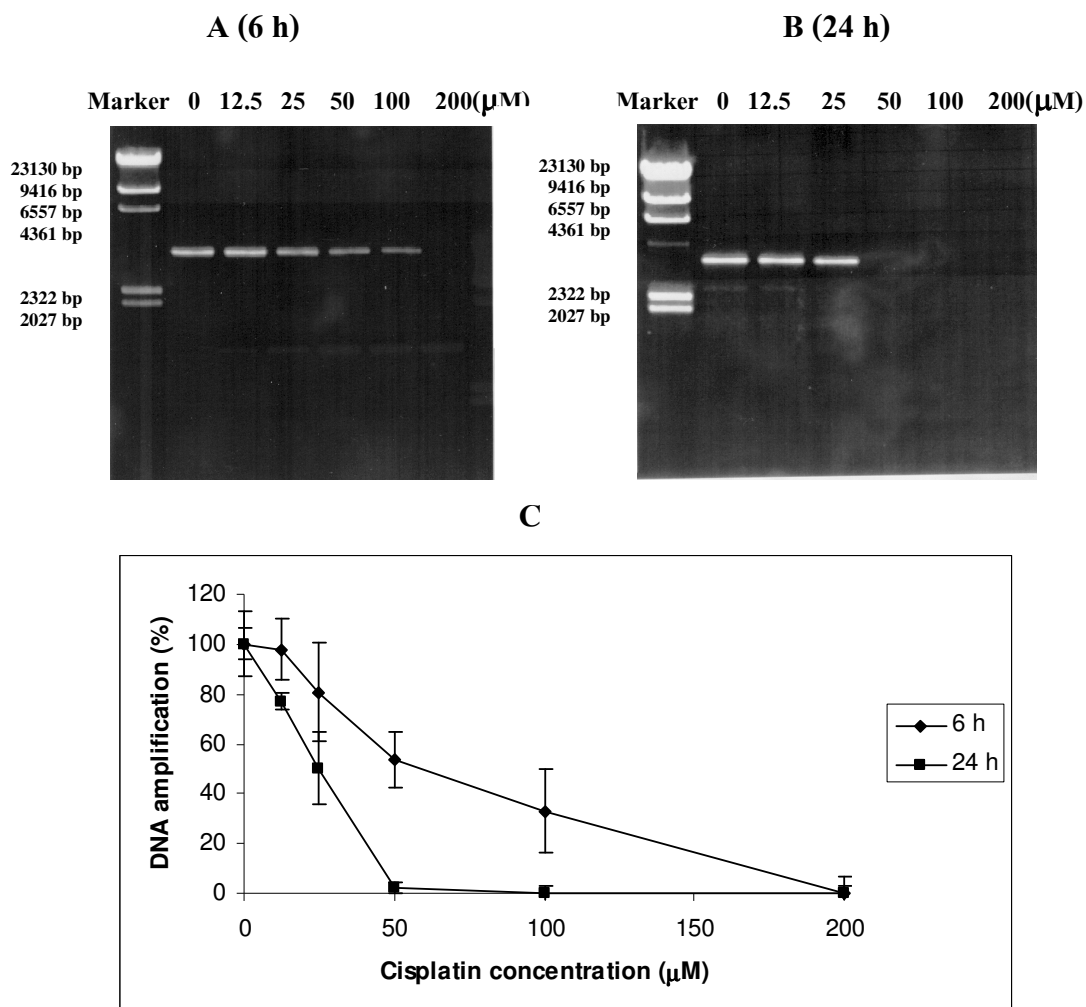 A (6 h)
B (24 h)
Marker 0 12.5 25 50 100 200(μM)
23130 bp
9416 bp
6557 bp
4361 bp
2322 bp
2027 bp
Marker 0 12.5 25 50 100 200(μM)
23130 bp
9416 bp
6557 bp
4361 bp
2322 bp
2027 bp
C
DNA amplification (%)
120
100
80
60
40
20
0
0 50 100 150 200
Cisplatin concentration (μM)
6 h
24 h